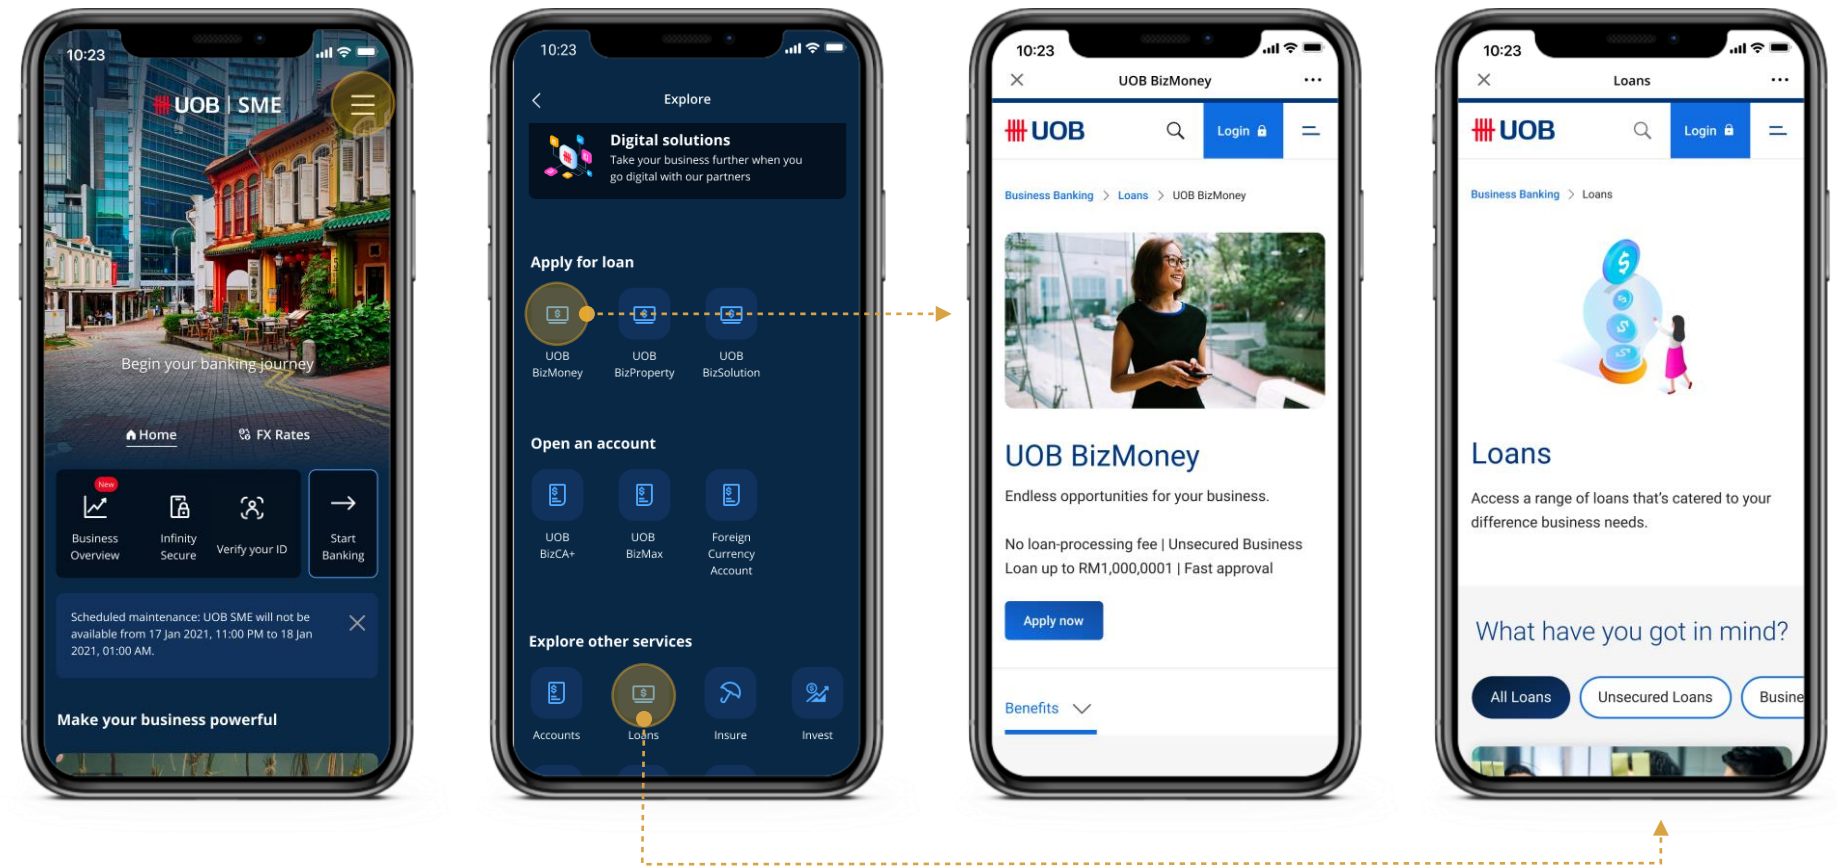 10:23
UOB | SME
Begin your banking journey
Home
FX Rates
New
Business
Overview
Infinity
Secure
Verify your ID
Start
Banking
Scheduled maintenance: UOB SME will not be
available from 17 Jan 2021, 11:00 PM to 18 Jan
2021, 01:00 AM.
Make your business powerful
10:23
Explore
Digital solutions
Take your business further when you
go digital with our partners
Apply for loan
UOB
BizMoney
UOB
BizProperty
UOB
BizSolution
Open an account
UOB
BizCA+
UOB
BizMax
Foreign
Currency
Account
Explore other services
Accounts
Loans
Insure
Invest
10:23
UOB BizMoney
UOB
Login
Business Banking > Loans > UOB BizMoney
UOB BizMoney
Endless opportunities for your business.
No loan-processing fee | Unsecured Business
Loan up to RM1,000,0001 | Fast approval
Apply now
Benefits
10:23
Loans
UOB
Login
Business Banking > Loans
Loans
Access a range of loans that's catered to your
difference business needs.
What have you got in mind?
All Loans
Unsecured Loans
Busine